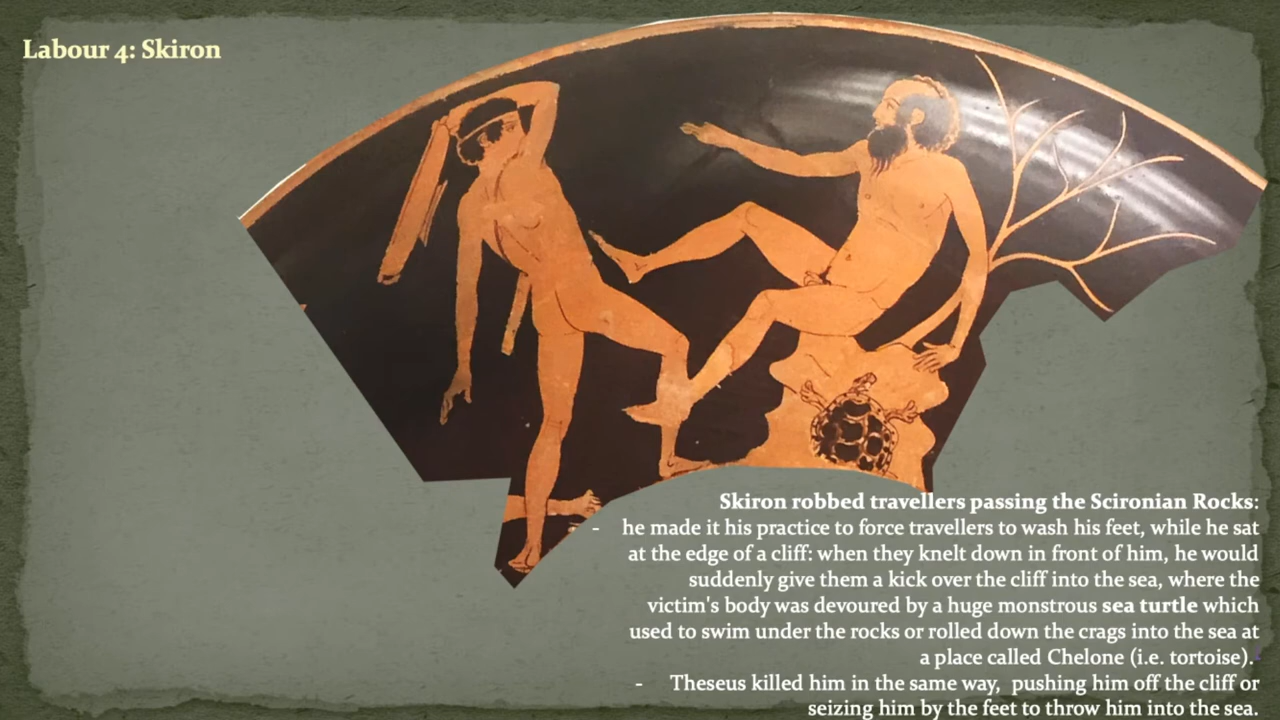 Labour 4: Skiron
Skiron robbed travellers passing the Scironian Rocks:
- he made it his practice to force travellers to wash his feet, while he sat
at the edge of a cliff: when they knelt down in front of him, he would
suddenly give them a kick over the cliff into the sea, where the
victim's body was devoured by a huge monstrous sea turtle which
used to swim under the rocks or rolled down the crags into the sea at
a place called Chelone (i.e. tortoise).
- Theseus killed him in the same way, pushing him off the cliff or
seizing him by the feet to throw him into the sea.